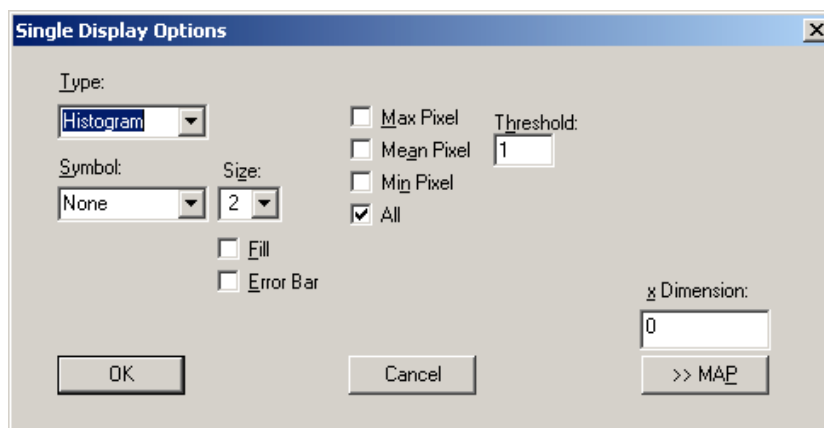 Single Display Options
Type:
Histogram
Max Pixel
Threshold:
Mean Pixel
1
Symbol:
Size:
Min Pixel
None
2
All
Fill
Error Bar
x Dimension:
0
OK
Cancel
>> MAP